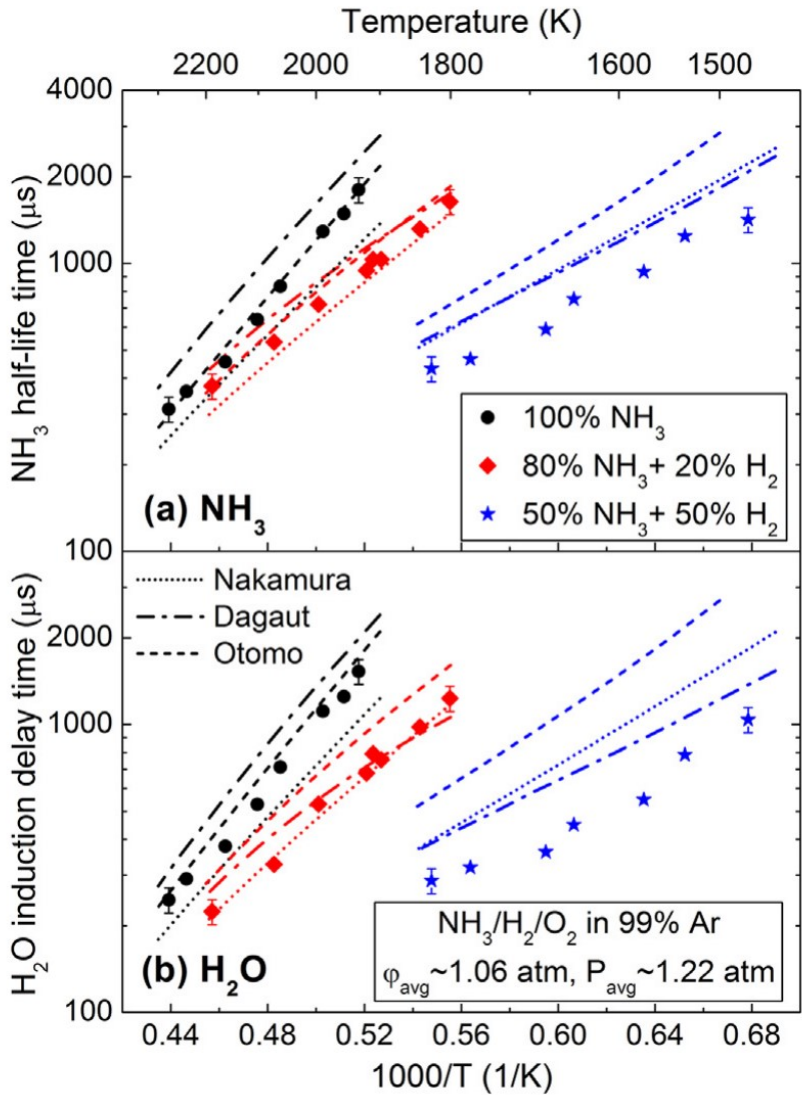 Temperature (K)
2200 2000 1800 1600 1500
4000
2000
1000
100
NH₃ half-life time (μs)
100% NH₃
80% NH₃+ 20% H₂
50% NH₃+ 50% H₂
(a) NH₃
Nakamura
Dagaut
Otomo
2000
1000
100
H₂O induction delay time (μs)
(b) H₂O
NH₃/H₂/O₂ in 99% Ar
φavg~1.06 atm, Pavg~1.22 atm
0.44 0.48 0.52 0.56 0.60 0.64 0.68
1000/T (1/K)